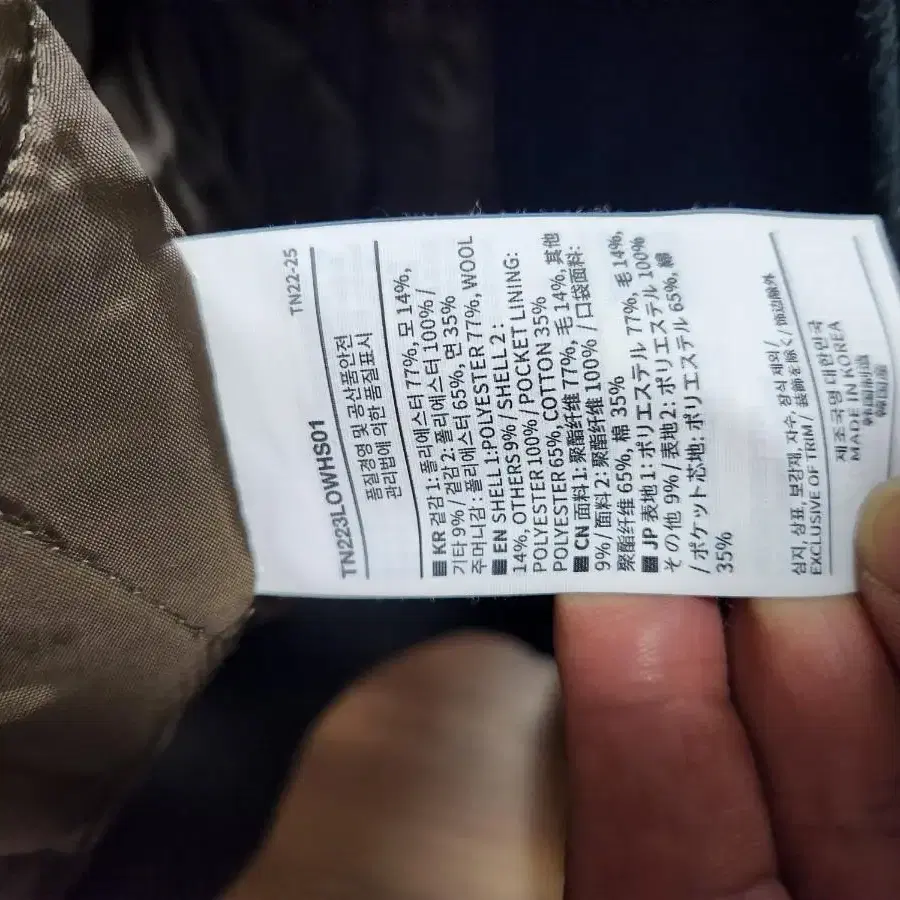 TN22-25
TN223LOWHS01
품질경영 및 공산품안전
관리법에 의한 품질표시
■ KR 겉감 1: 폴리에스터 77%, 모 14%,
기타 9% / 겉감 2: 폴리에스터 100% /
주머니감 : 폴리에스터 65%, 면 35%
■ EN SHELL 1:POLYESTER 77%, WOOL
14%, OTHERS 9% / SHELL 2 :
POLYESTER 100% / POCKET LINING:
POLYESTER 65%, COTTON 35%
■ CN 面料 1: 聚酯纤维 77%, 毛 14%, 其他
9% / 面料 2: 聚酯纤维 100% / 口袋面料:
聚酯纤维 65%, 棉 35%
■ JP 表地 1: ポリエステル 77%, 毛 14%,
その他 9% / 表地 2: ポリエステル 100%
/ ポケット芯地: ポリエステル 65%, 綿
35%
심지, 상표, 보강재, 자수, 장식 제외/
EXCLUSIVE OF TRIM / 装飾を除く/ 饰边除外
제조국명 대한민국
MADE IN KOREA
韩国制造
韓国産